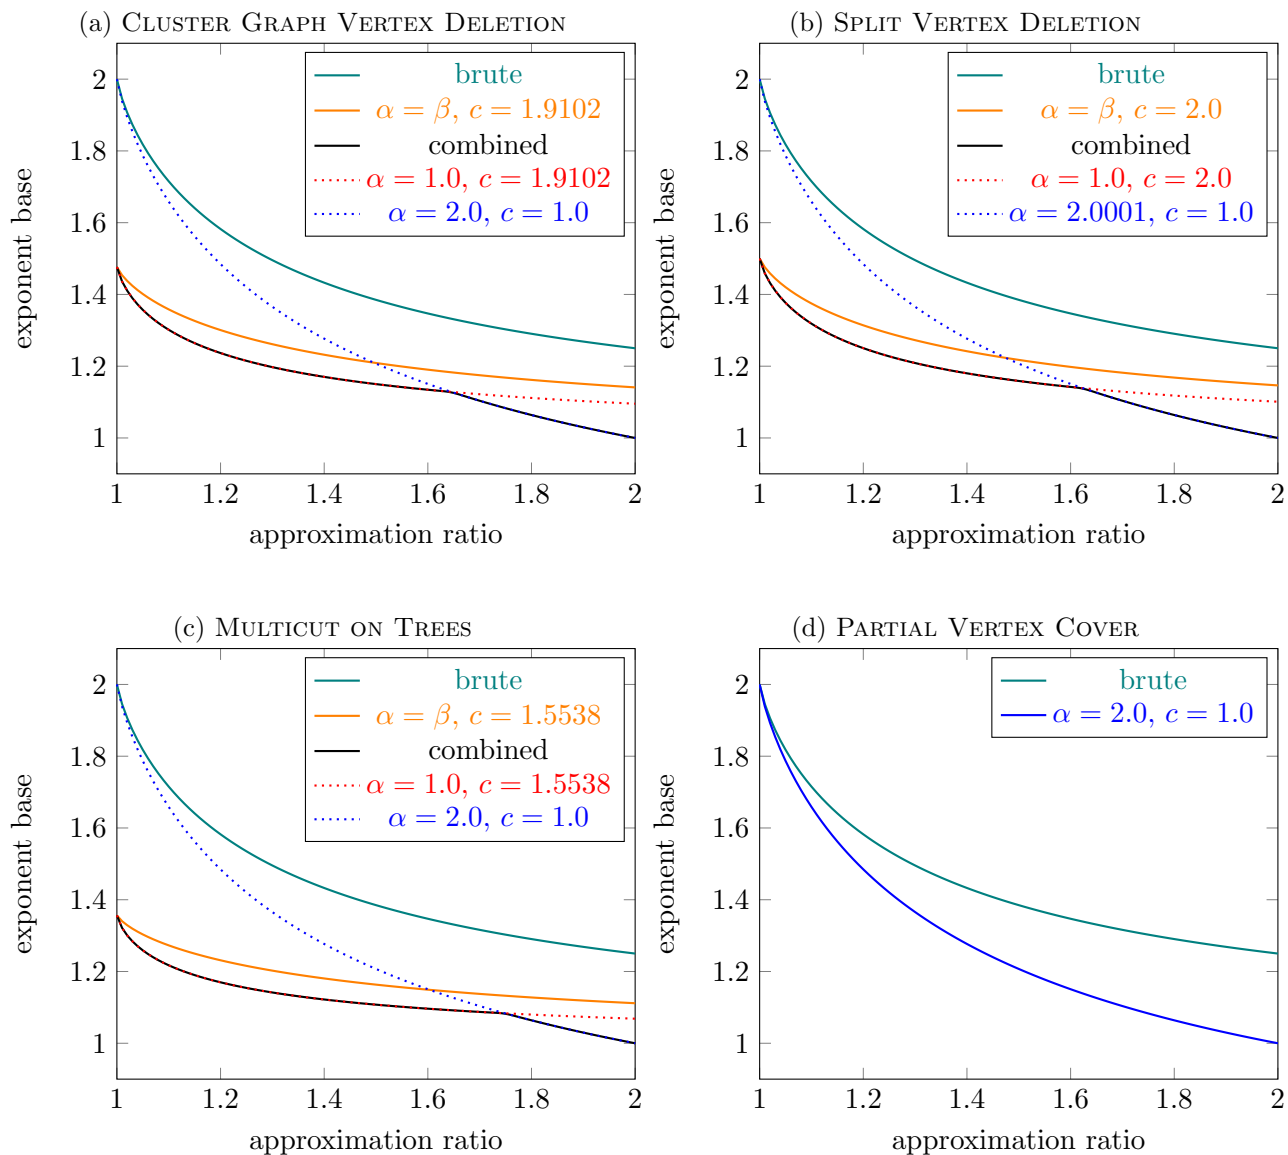 (a) CLUSTER GRAPH VERTEX DELETION
exponent base
2
1.8
1.6
1.4
1.2
1
brute
α = β, c = 1.9102
combined
α = 1.0, c = 1.9102
α = 2.0, c = 1.0
1 1.2 1.4 1.6 1.8 2
approximation ratio
(b) SPLIT VERTEX DELETION
exponent base
2
1.8
1.6
1.4
1.2
1
brute
α = β, c = 2.0
combined
α = 1.0, c = 2.0
α = 2.0001, c = 1.0
1 1.2 1.4 1.6 1.8 2
approximation ratio
(c) MULTICUT ON TREES
exponent base
2
1.8
1.6
1.4
1.2
1
brute
α = β, c = 1.5538
combined
α = 1.0, c = 1.5538
α = 2.0, c = 1.0
1 1.2 1.4 1.6 1.8 2
approximation ratio
(d) PARTIAL VERTEX COVER
exponent base
2
1.8
1.6
1.4
1.2
1
brute
α = 2.0, c = 1.0
1 1.2 1.4 1.6 1.8 2
approximation ratio